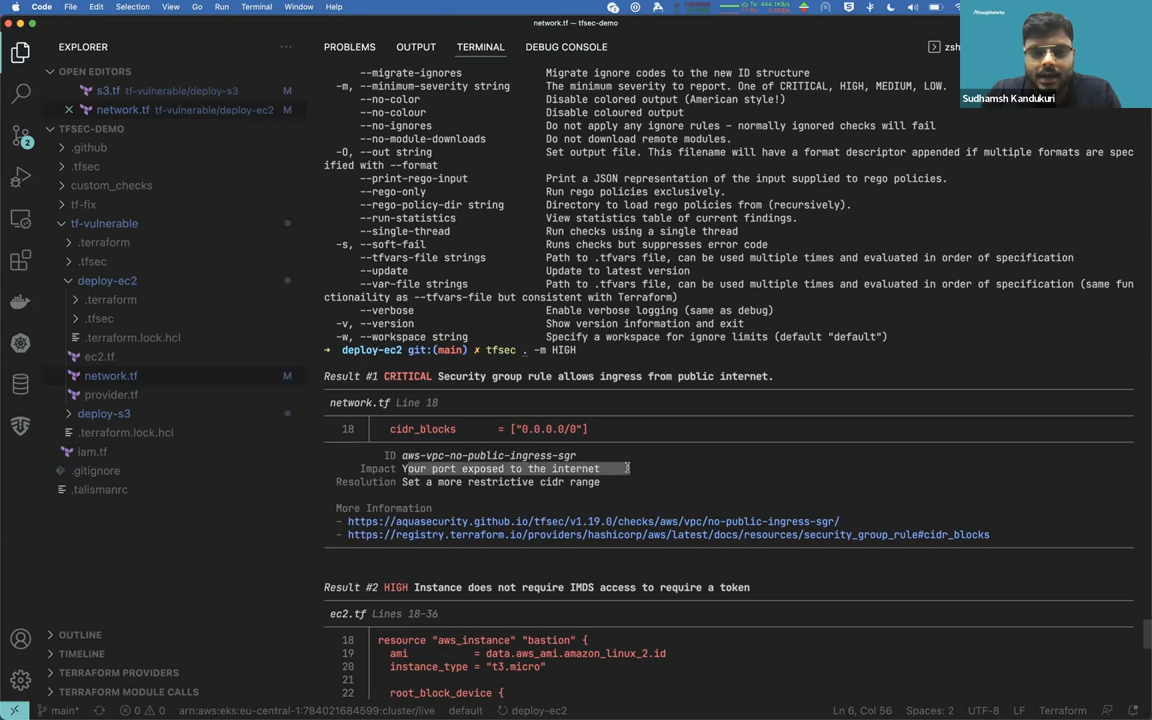 Code File Edit Selection View Go Run Terminal Window Help
network.tf — tfsec-demo
/thoughtworks
Sudhamsh Kandukuri
EXPLORER
OPEN EDITORS
s3.tf tf-vulnerable/deploy-s3
network.tf tf-vulnerable/deploy-ec2 M
TFSEC-DEMO
.github
.tfsec
custom_checks
tf-fix
tf-vulnerable
.terraform
.tfsec
deploy-ec2
.terraform
.tfsec
.terraform.lock.hcl
ec2.tf
network.tf M
provider.tf
deploy-s3
.terraform.lock.hcl
iam.tf
.gitignore
.talismanrc
OUTLINE
TIMELINE
TERRAFORM PROVIDERS
TERRAFORM MODULE CALLS
2
PROBLEMS OUTPUT TERMINAL DEBUG CONSOLE zsh
--migrate-ignores Migrate ignore codes to the new ID structure
-m, --minimum-severity string The minimum severity to report. One of CRITICAL, HIGH, MEDIUM, LOW.
--no-color Disable colored output (American style!)
--no-colour Disable coloured output
--no-ignores Do not apply any ignore rules - normally ignored checks will fail
--no-module-downloads Do not download remote modules.
-O, --out string Set output file. This filename will have a format descriptor appended if multiple formats are spec
ified with --format
--print-rego-input Print a JSON representation of the input supplied to rego policies.
--rego-only Run rego policies exclusively.
--rego-policy-dir string Directory to load rego policies from (recursively).
--run-statistics View statistics table of current findings.
--single-thread Run checks using a single thread
-s, --soft-fail Runs checks but suppresses error code
--tfvars-file strings Path to .tfvars file, can be used multiple times and evaluated in order of specification
--update Update to latest version
--var-file strings Path to .tfvars file, can be used multiple times and evaluated in order of specification (same fun
ctionaility as --tfvars-file but consistent with Terraform)
--verbose Enable verbose logging (same as debug)
-v, --version Show version information and exit
-w, --workspace string Specify a workspace for ignore limits (default "default")
➜ deploy-ec2 git:(main) ✗ tfsec . -m HIGH
Result #1 CRITICAL Security group rule allows ingress from public internet.
network.tf Line 18
18 cidr_blocks = ["0.0.0.0/0"]
ID aws-vpc-no-public-ingress-sgr
Impact Your port exposed to the internet
Resolution Set a more restrictive cidr range
More Information
- https://aquasecurity.github.io/tfsec/v1.19.0/checks/aws/vpc/no-public-ingress-sgr/
- https://registry.terraform.io/providers/hashicorp/aws/latest/docs/resources/security_group_rule#cidr_blocks
Result #2 HIGH Instance does not require IMDS access to require a token
ec2.tf Lines 18-36
18 resource "aws_instance" "bastion" {
19 ami = data.aws_ami.amazon_linux_2.id
20 instance_type = "t3.micro"
21
22 root_block_device {
main* 0 0 arn:aws:eks:eu-central-1:784021684599:cluster/live default deploy-ec2 Ln 6, Col 56 Spaces: 2 UTF-8 LF Terraform